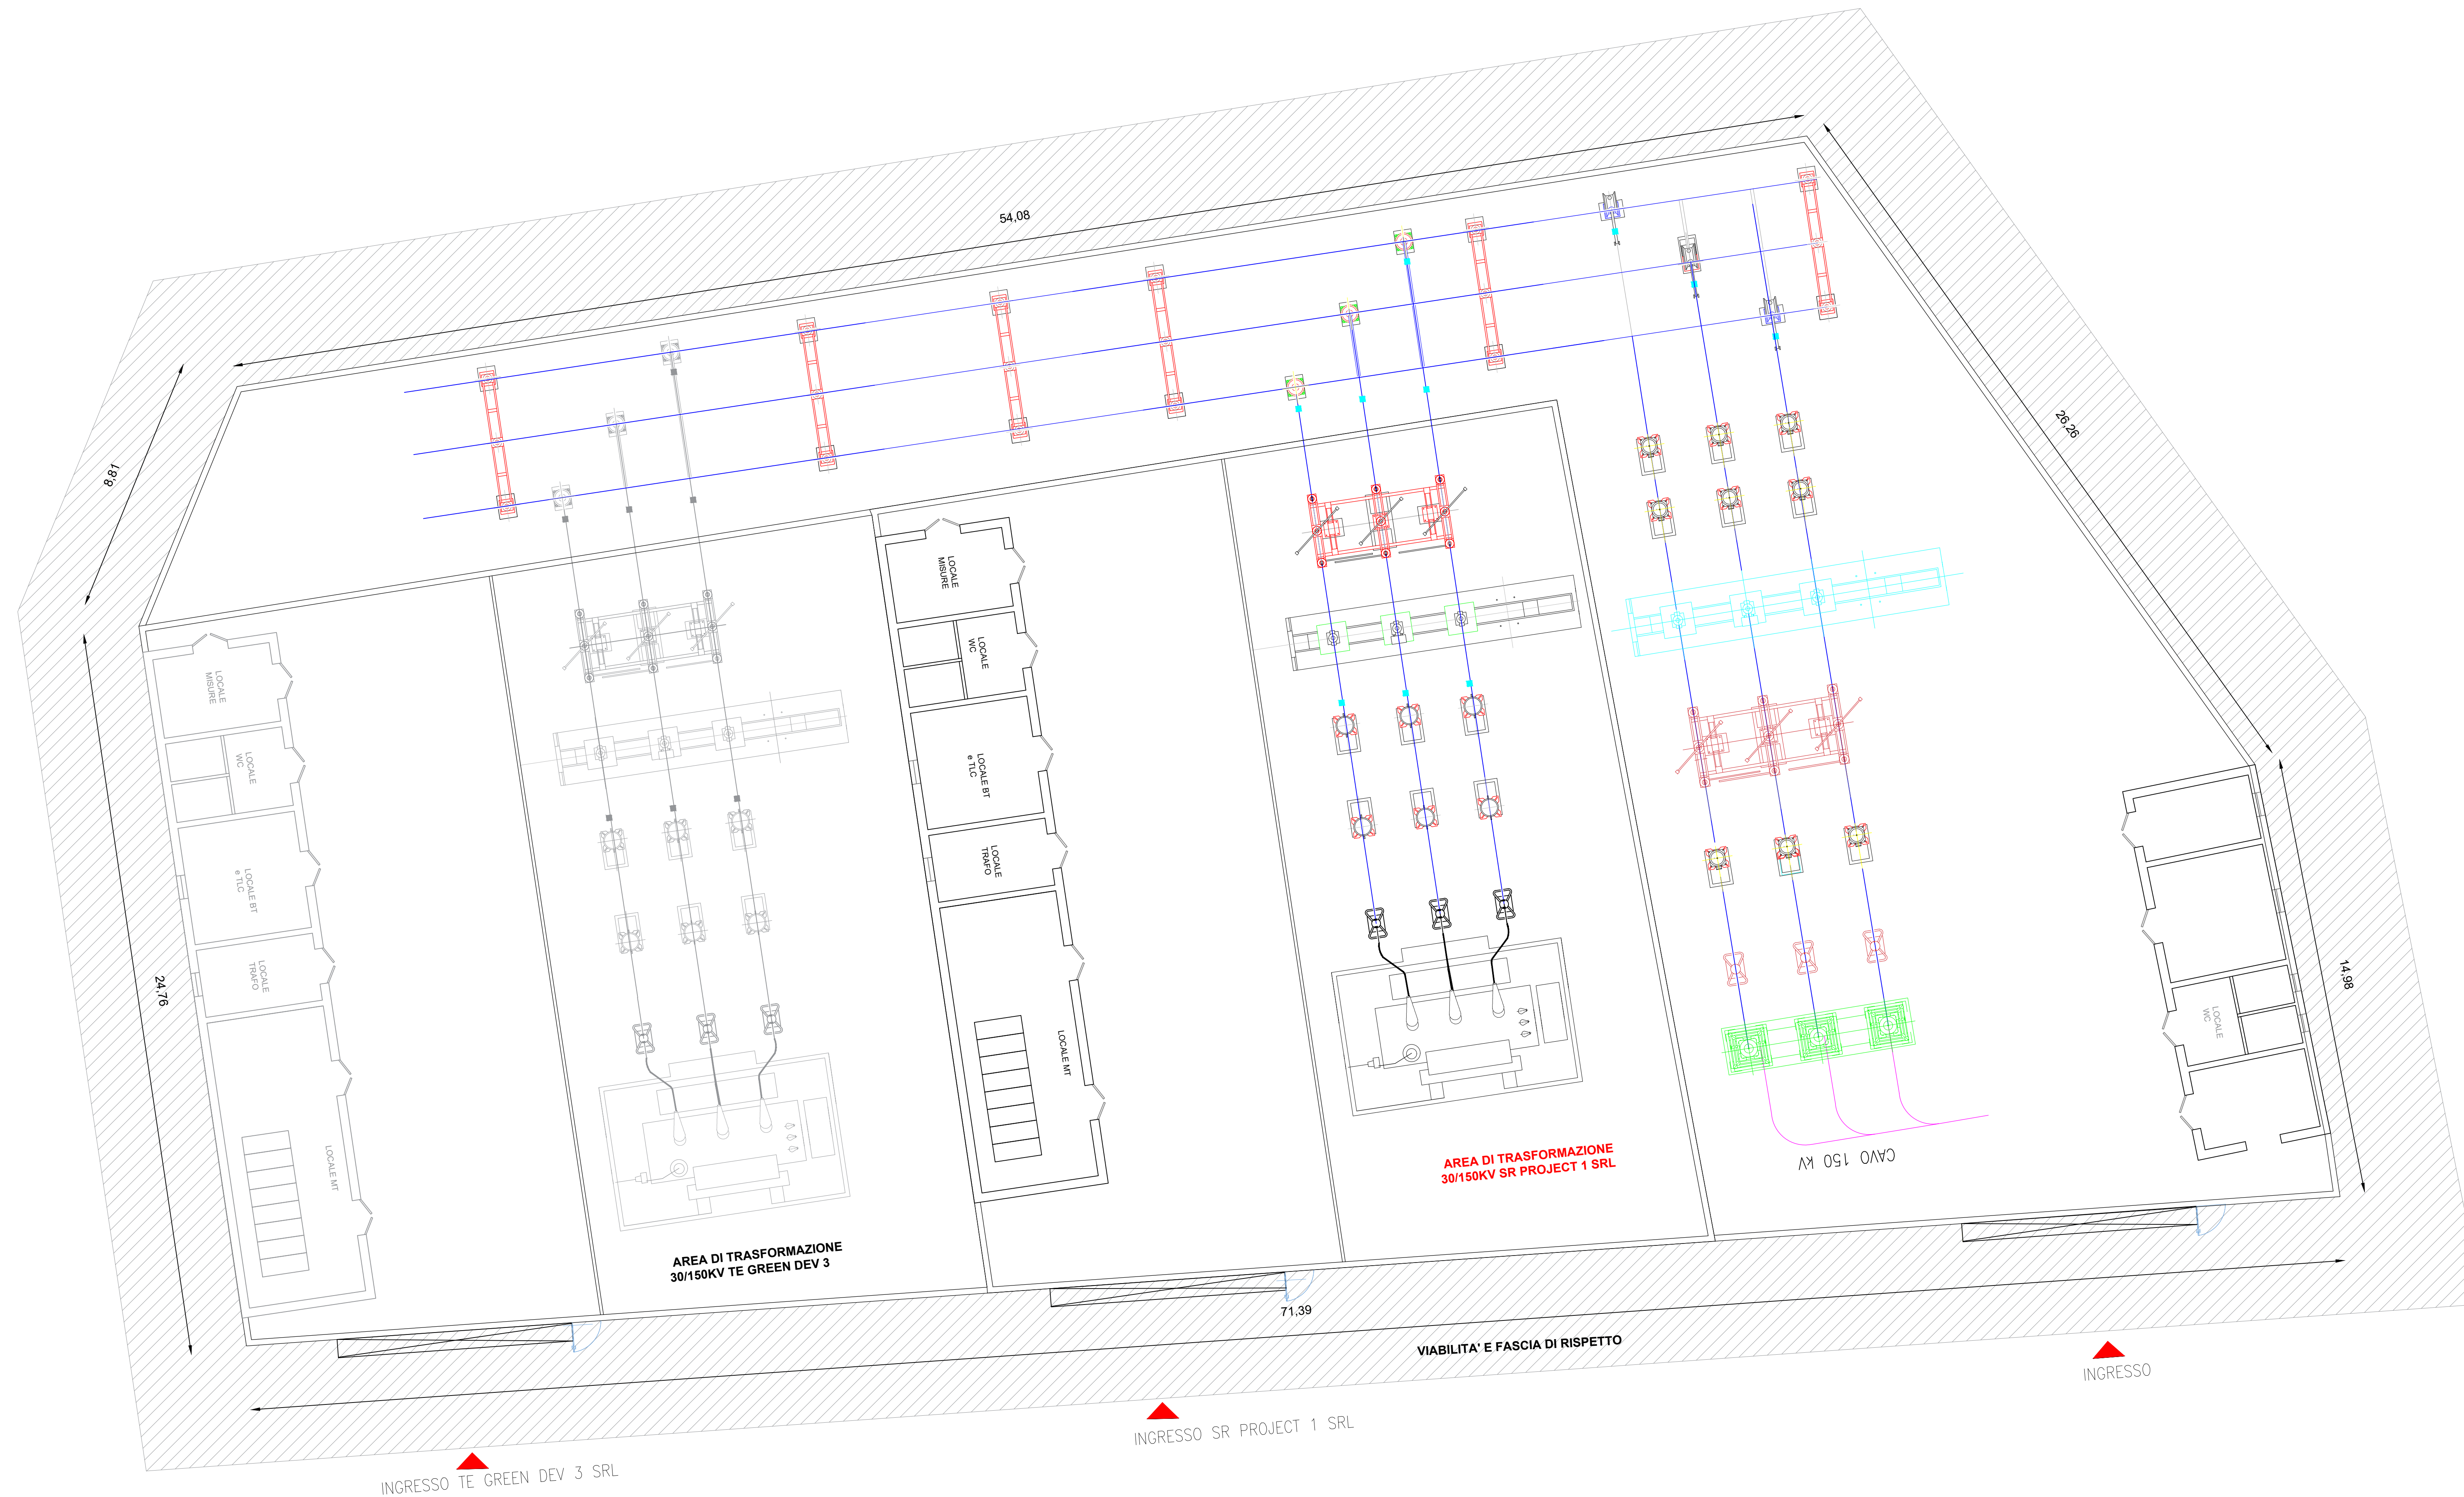 54,08
8,81
26,26
24,76
14,98
71,39
LOCALE
MISURE
LOCALE
WC
LOCALE BT
e TLC
LOCALE
TRAFO
LOCALE MT
AREA DI TRASFORMAZIONE
30/150KV TE GREEN DEV 3
LOCALE
MISURE
LOCALE
WC
LOCALE BT
e TLC
LOCALE
TRAFO
LOCALE MT
AREA DI TRASFORMAZIONE
30/150KV SR PROJECT 1 SRL
CAVO 150 kV
LOCALE
WC
VIABILITA' E FASCIA DI RISPETTO
INGRESSO TE GREEN DEV 3 SRL
INGRESSO SR PROJECT 1 SRL
INGRESSO